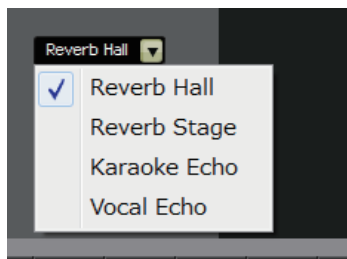 Reverb Hall
Reverb Hall
Reverb Stage
Karaoke Echo
Vocal Echo